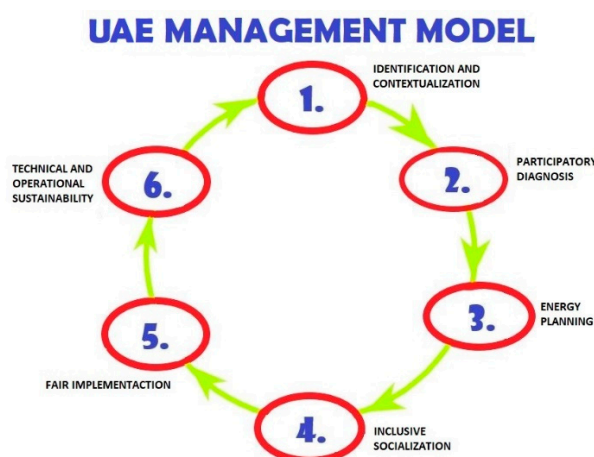 UAE MANAGEMENT MODEL
1.
IDENTIFICATION AND
CONTEXTUALIZATION
2.
PARTICIPATORY
DIAGNOSIS
3.
ENERGY
PLANNING
4.
INCLUSIVE
SOCIALIZATION
5.
FAIR IMPLEMENTACTION
6.
TECHNICAL AND
OPERATIONAL
SUSTAINABILITY